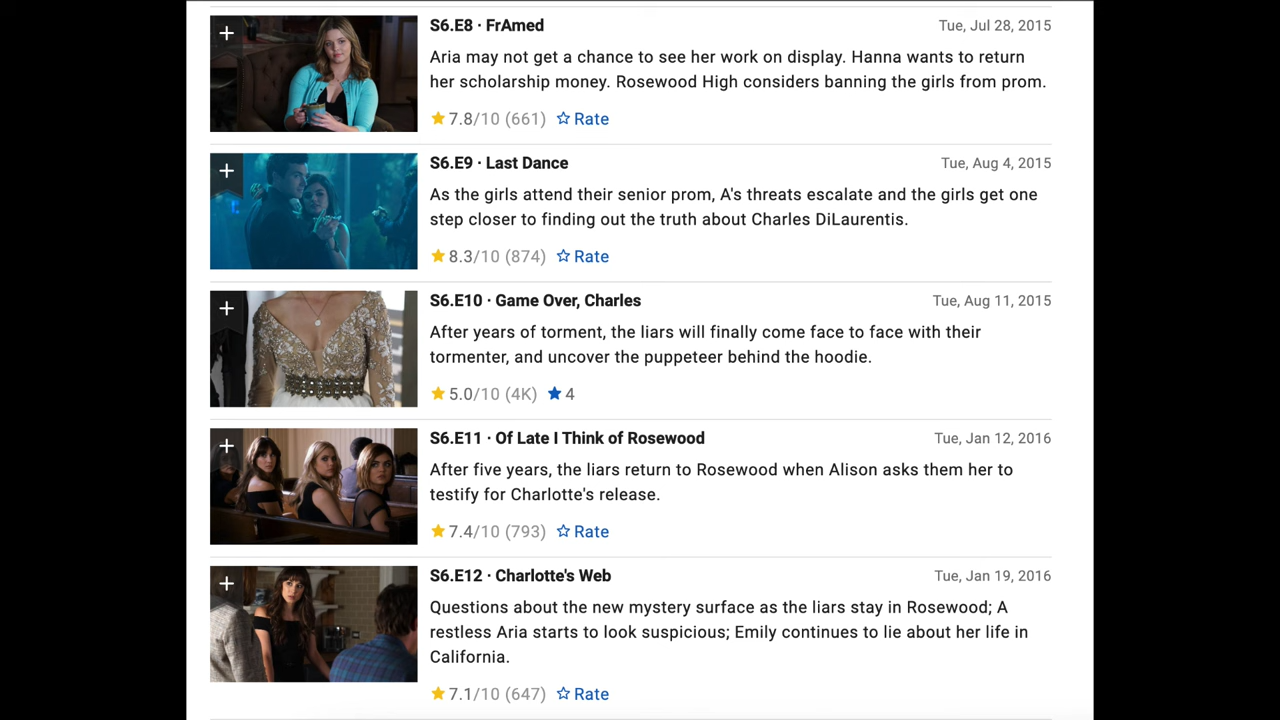 S6.E8 · FrAmed
Tue, Jul 28, 2015
Aria may not get a chance to see her work on display. Hanna wants to return
her scholarship money. Rosewood High considers banning the girls from prom.
7.8/10 (661) Rate
S6.E9 · Last Dance
Tue, Aug 4, 2015
As the girls attend their senior prom, A's threats escalate and the girls get one
step closer to finding out the truth about Charles DiLaurentis.
8.3/10 (874) Rate
S6.E10 · Game Over, Charles
Tue, Aug 11, 2015
After years of torment, the liars will finally come face to face with their
tormenter, and uncover the puppeteer behind the hoodie.
5.0/10 (4K) 4
S6.E11 · Of Late I Think of Rosewood
Tue, Jan 12, 2016
After five years, the liars return to Rosewood when Alison asks them her to
testify for Charlotte's release.
7.4/10 (793) Rate
S6.E12 · Charlotte's Web
Tue, Jan 19, 2016
Questions about the new mystery surface as the liars stay in Rosewood; A
restless Aria starts to look suspicious; Emily continues to lie about her life in
California.
7.1/10 (647) Rate